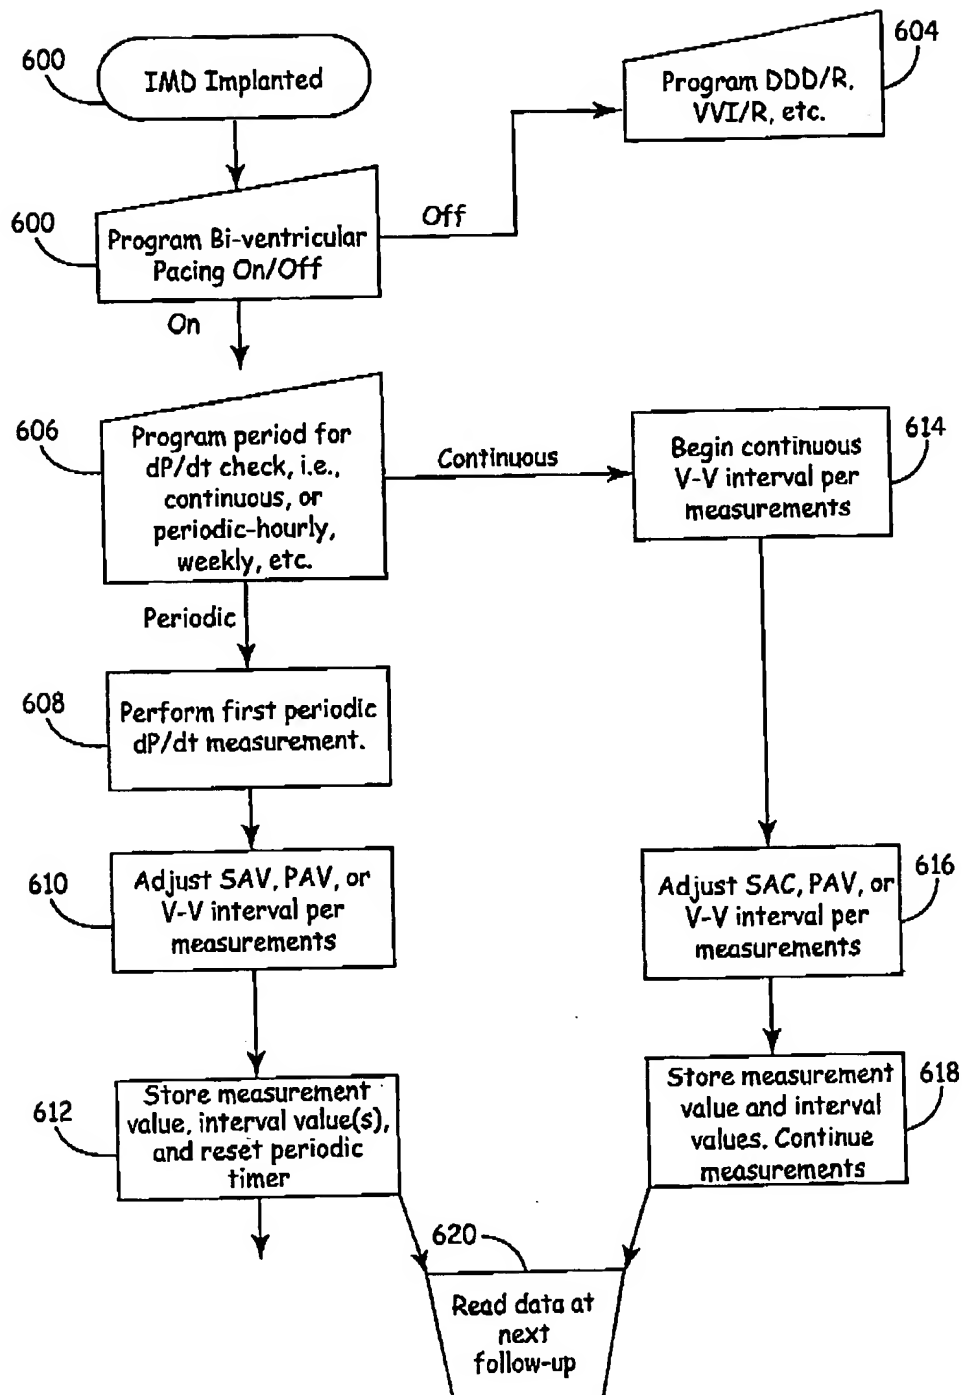 600
IMD Implanted
604
Program DDD/R,
VVI/R, etc.
600
Program Bi-ventricular
Pacing On/Off
Off
On
606
Program period for
dP/dt check, i.e.,
continuous, or
periodic-hourly,
weekly, etc.
Continuous
614
Begin continuous
V-V interval per
measurements
Periodic
608
Perform first periodic
dP/dt measurement.
610
Adjust SAV, PAV, or
V-V interval per
measurements
616
Adjust SAC, PAV, or
V-V interval per
measurements
612
Store measurement
value, interval value(s),
and reset periodic
timer
618
Store measurement
value and interval
values. Continue
measurements
620
Read data at
next
follow-up